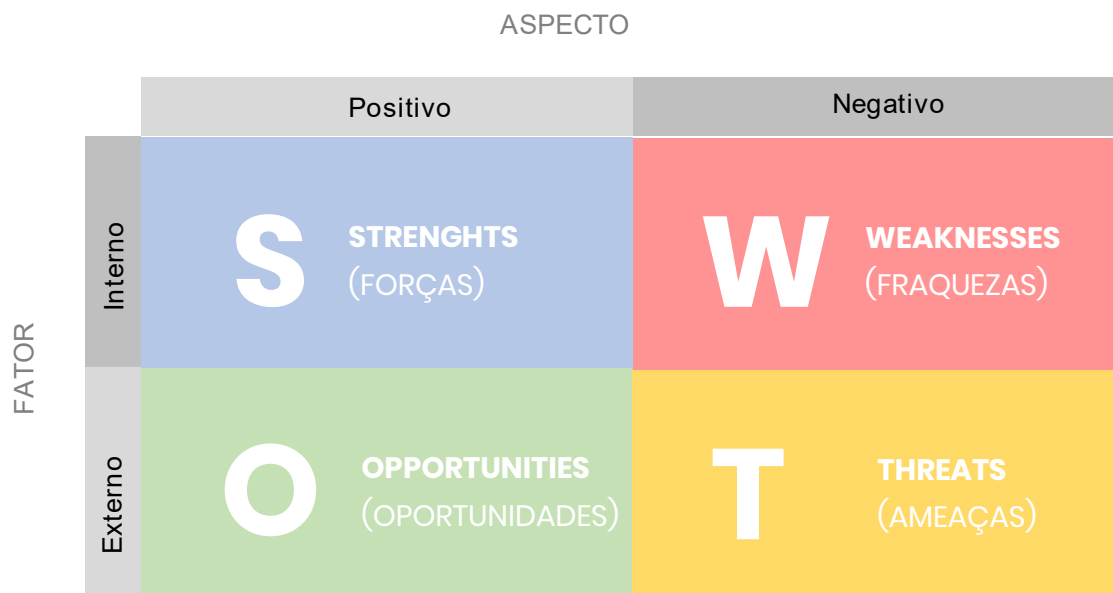 ASPECTO
Positivo
Negativo
FATOR
Interno
S
STRENGHTS
(FORÇAS)
W
WEAKNESSES
(FRAQUEZAS)
Externo
O
OPPORTUNITIES
(OPORTUNIDADES)
T
THREATS
(AMEAÇAS)